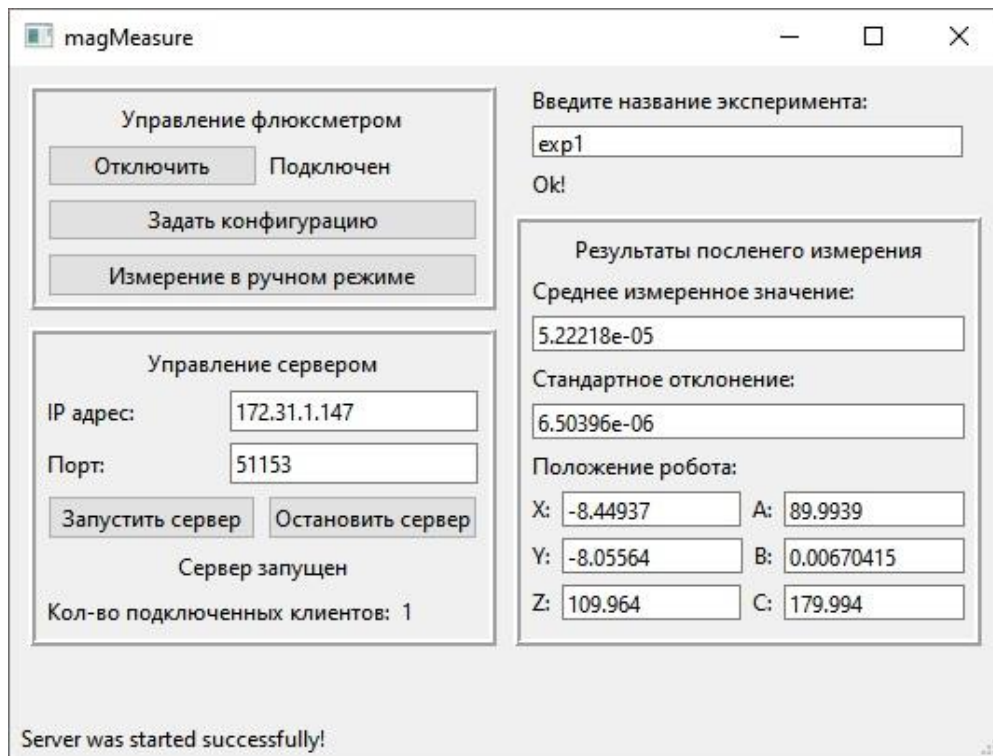 magMeasure
Управление флюксметром
Отключить Подключен
Задать конфигурацию
Измерение в ручном режиме
Управление сервером
IP адрес: 172.31.1.147
Порт: 51153
Запустить сервер Остановить сервер
Сервер запущен
Кол-во подключенных клиентов: 1
Введите название эксперимента:
exp1
Ok!
Результаты посленего измерения
Среднее измеренное значение:
5.22218e-05
Стандартное отклонение:
6.50396e-06
Положение робота:
X: -8.44937 A: 89.9939
Y: -8.05564 B: 0.00670415
Z: 109.964 C: 179.994
Server was started successfully!